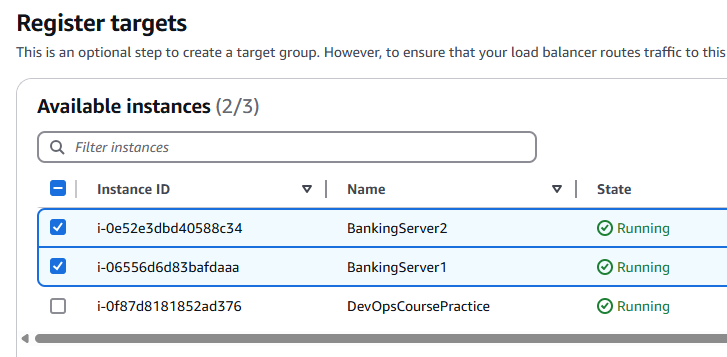 Register targets
This is an optional step to create a target group. However, to ensure that your load balancer routes traffic to this
Available instances (2/3)
Filter instances
Instance ID Name State
i-0e52e3dbd40588c34 BankingServer2 Running
i-06556d6d83bafdaaa BankingServer1 Running
i-0f87d8181852ad376 DevOpsCoursePractice Running